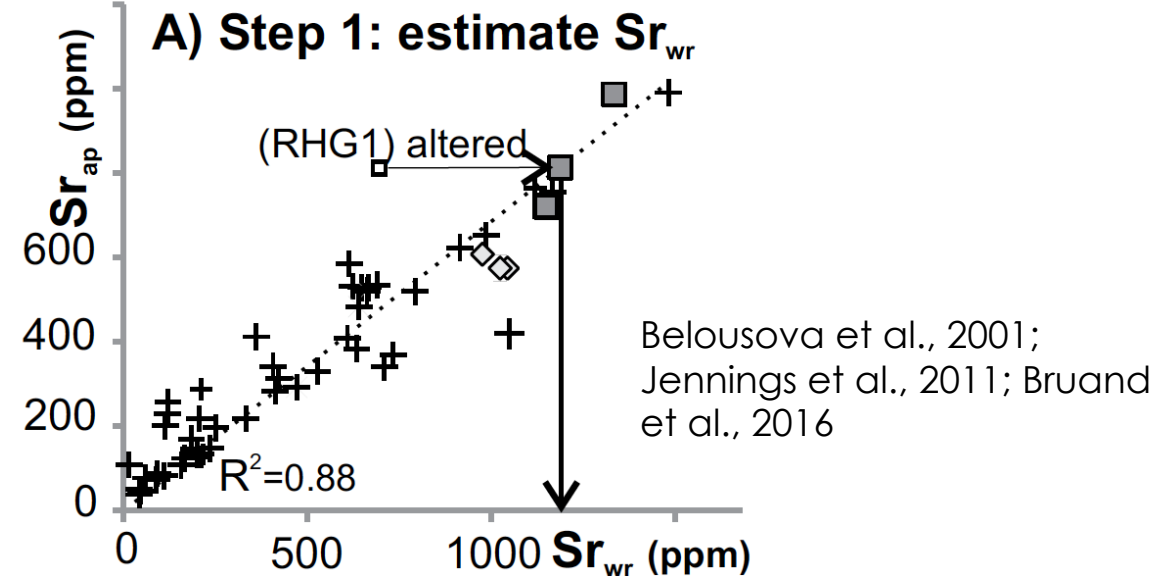 A) Step 1: estimate Srwr
Srap (ppm)
(RHG1) altered
600
400
200
0
R2=0.88
0
500
1000
Srwr (ppm)
Belousova et al., 2001;
Jennings et al., 2011; Bruand
et al., 2016